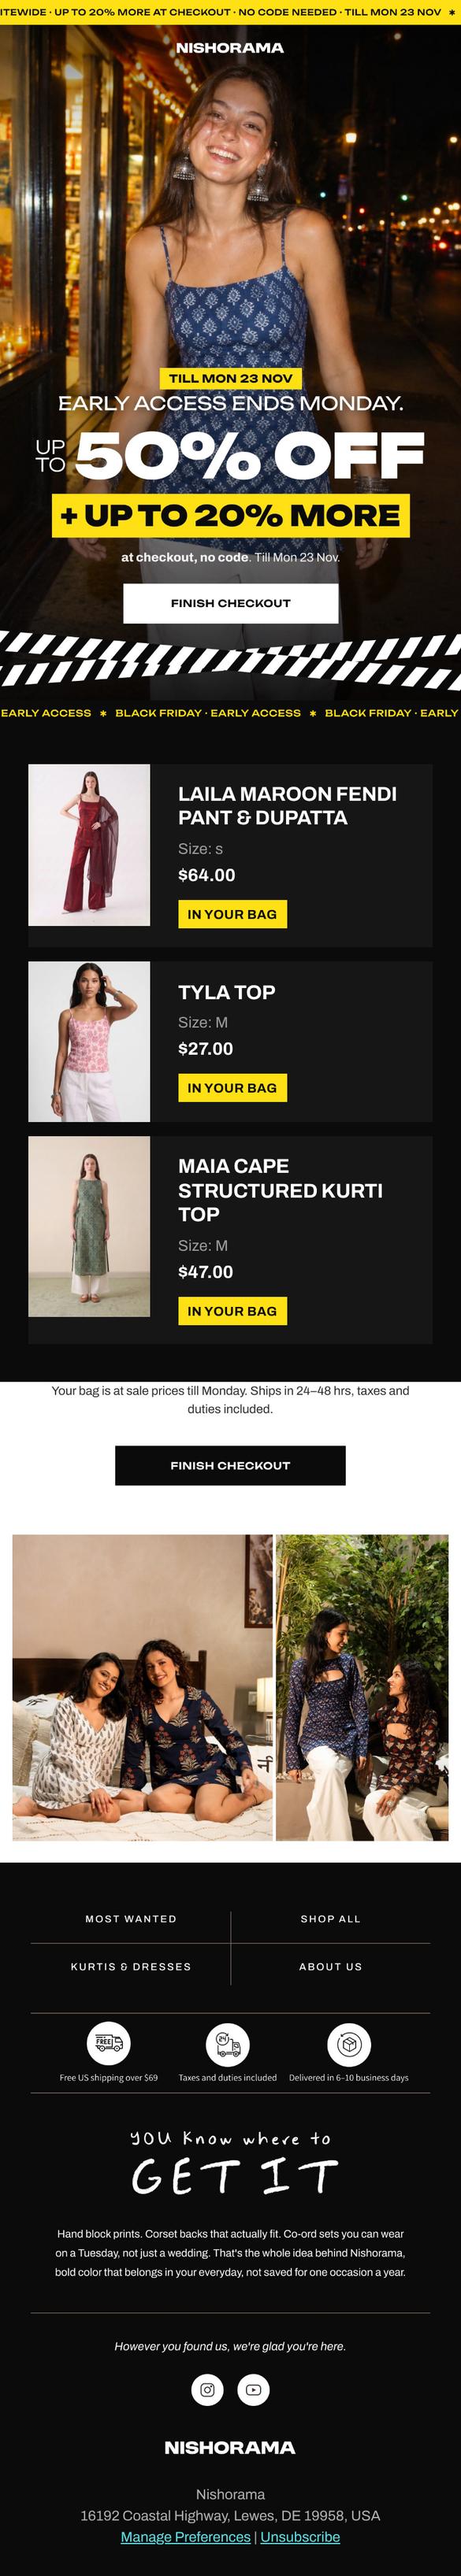 ITEWIDE · UP TO 20% MORE AT CHECKOUT · NO CODE NEEDED · TILL MON 23 NOV ✱
NISHORAMA
TILL MON 23 NOV
EARLY ACCESS ENDS MONDAY.
UP TO 50% OFF
+ UP TO 20% MORE
at checkout, no code. Till Mon 23 Nov.
FINISH CHECKOUT
EARLY ACCESS ✱ BLACK FRIDAY · EARLY ACCESS ✱ BLACK FRIDAY · EARLY
LAILA MAROON FENDI
PANT & DUPATTA
Size: s
$64.00
IN YOUR BAG
TYLA TOP
Size: M
$27.00
IN YOUR BAG
MAIA CAPE
STRUCTURED KURTI
TOP
Size: M
$47.00
IN YOUR BAG
Your bag is at sale prices till Monday. Ships in 24–48 hrs, taxes and
duties included.
FINISH CHECKOUT
MOST WANTED
SHOP ALL
KURTIS & DRESSES
ABOUT US
FREE
24
Free US shipping over $69
Taxes and duties included
Delivered in 6–10 business days
YOU Know where to
GET IT
Hand block prints. Corset backs that actually fit. Co-ord sets you can wear
on a Tuesday, not just a wedding. That's the whole idea behind Nishorama,
bold color that belongs in your everyday, not saved for one occasion a year.
However you found us, we're glad you're here.
NISHORAMA
Nishorama
16192 Coastal Highway, Lewes, DE 19958, USA
Manage Preferences | Unsubscribe